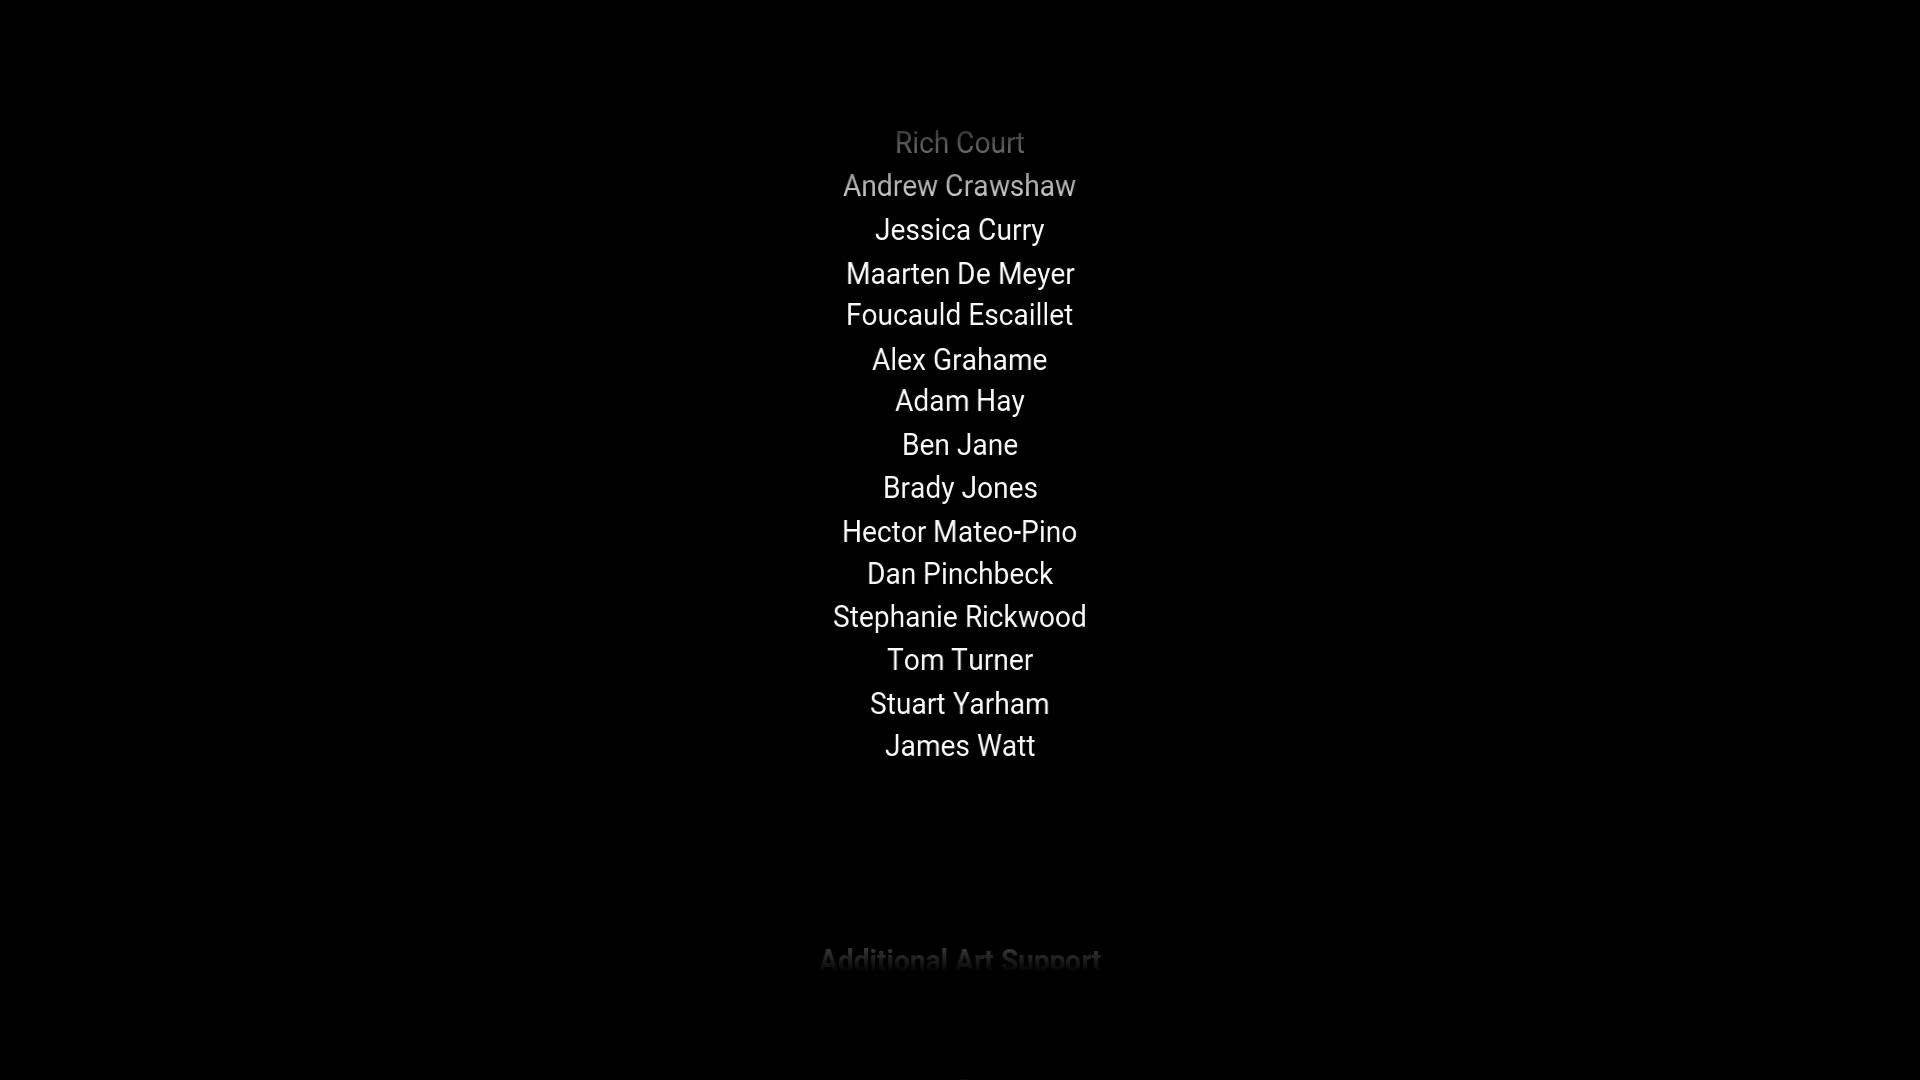 Rich Court
Andrew Crawshaw
Jessica Curry
Maarten De Meyer
Foucauld Escaillet
Alex Grahame
Adam Hay
Ben Jane
Brady Jones
Hector Mateo-Pino
Dan Pinchbeck
Stephanie Rickwood
Tom Turner
Stuart Yarham
James Watt
Additional Art Support